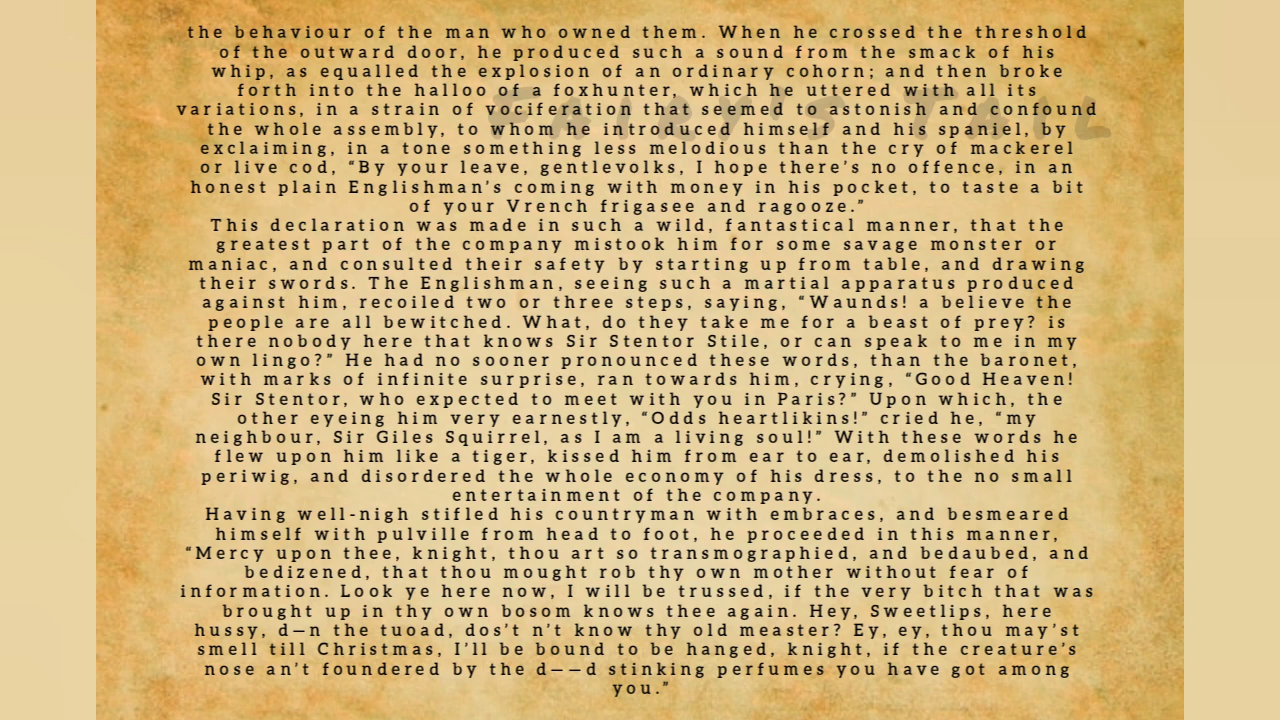 the behaviour of the man who owned them. When he crossed the threshold
of the outward door, he produced such a sound from the smack of his
whip, as equalled the explosion of an ordinary cohorn; and then broke
forth into the halloo of a foxhunter, which he uttered with all its
variations, in a strain of vociferation that seemed to astonish and confound
the whole assembly, to whom he introduced himself and his spaniel, by
exclaiming, in a tone something less melodious than the cry of mackerel
or live cod, “By your leave, gentlevolks, I hope there’s no offence, in an
honest plain Englishman’s coming with money in his pocket, to taste a bit
of your Vrench frigasee and ragooze.”
This declaration was made in such a wild, fantastical manner, that the
greatest part of the company mistook him for some savage monster or
maniac, and consulted their safety by starting up from table, and drawing
their swords. The Englishman, seeing such a martial apparatus produced
against him, recoiled two or three steps, saying, “Waunds! a believe the
people are all bewitched. What, do they take me for a beast of prey? is
there nobody here that knows Sir Stentor Stile, or can speak to me in my
own lingo?” He had no sooner pronounced these words, than the baronet,
with marks of infinite surprise, ran towards him, crying, “Good Heaven!
Sir Stentor, who expected to meet with you in Paris?” Upon which, the
other eyeing him very earnestly, “Odds heartlikins!” cried he, “my
neighbour, Sir Giles Squirrel, as I am a living soul!” With these words he
flew upon him like a tiger, kissed him from ear to ear, demolished his
periwig, and disordered the whole economy of his dress, to the no small
entertainment of the company.
Having well-nigh stifled his countryman with embraces, and besmeared
himself with pulville from head to foot, he proceeded in this manner,
“Mercy upon thee, knight, thou art so transmographied, and bedaubed, and
bedizened, that thou mought rob thy own mother without fear of
information. Look ye here now, I will be trussed, if the very bitch that was
brought up in thy own bosom knows thee again. Hey, Sweetlips, here
hussy, d—n the tuoad, dos’t n’t know thy old measter? Ey, ey, thou may’st
smell till Christmas, I’ll be bound to be hanged, knight, if the creature’s
nose an’t foundered by the d——d stinking perfumes you have got among
you.”